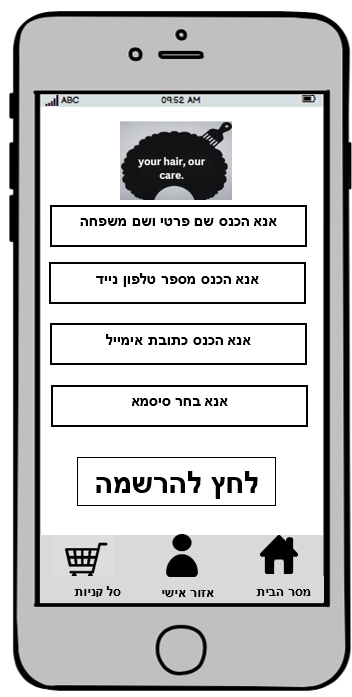 ABC 09:52 AM
your hair, our
care.
אנא הכנס שם פרטי ושם משפחה
אנא הכנס מספר טלפון נייד
אנא הכנס כתובת אימייל
אנא בחר סיסמא
לחץ להרשמה
מסך הבית
אזור אישי
סל קניות